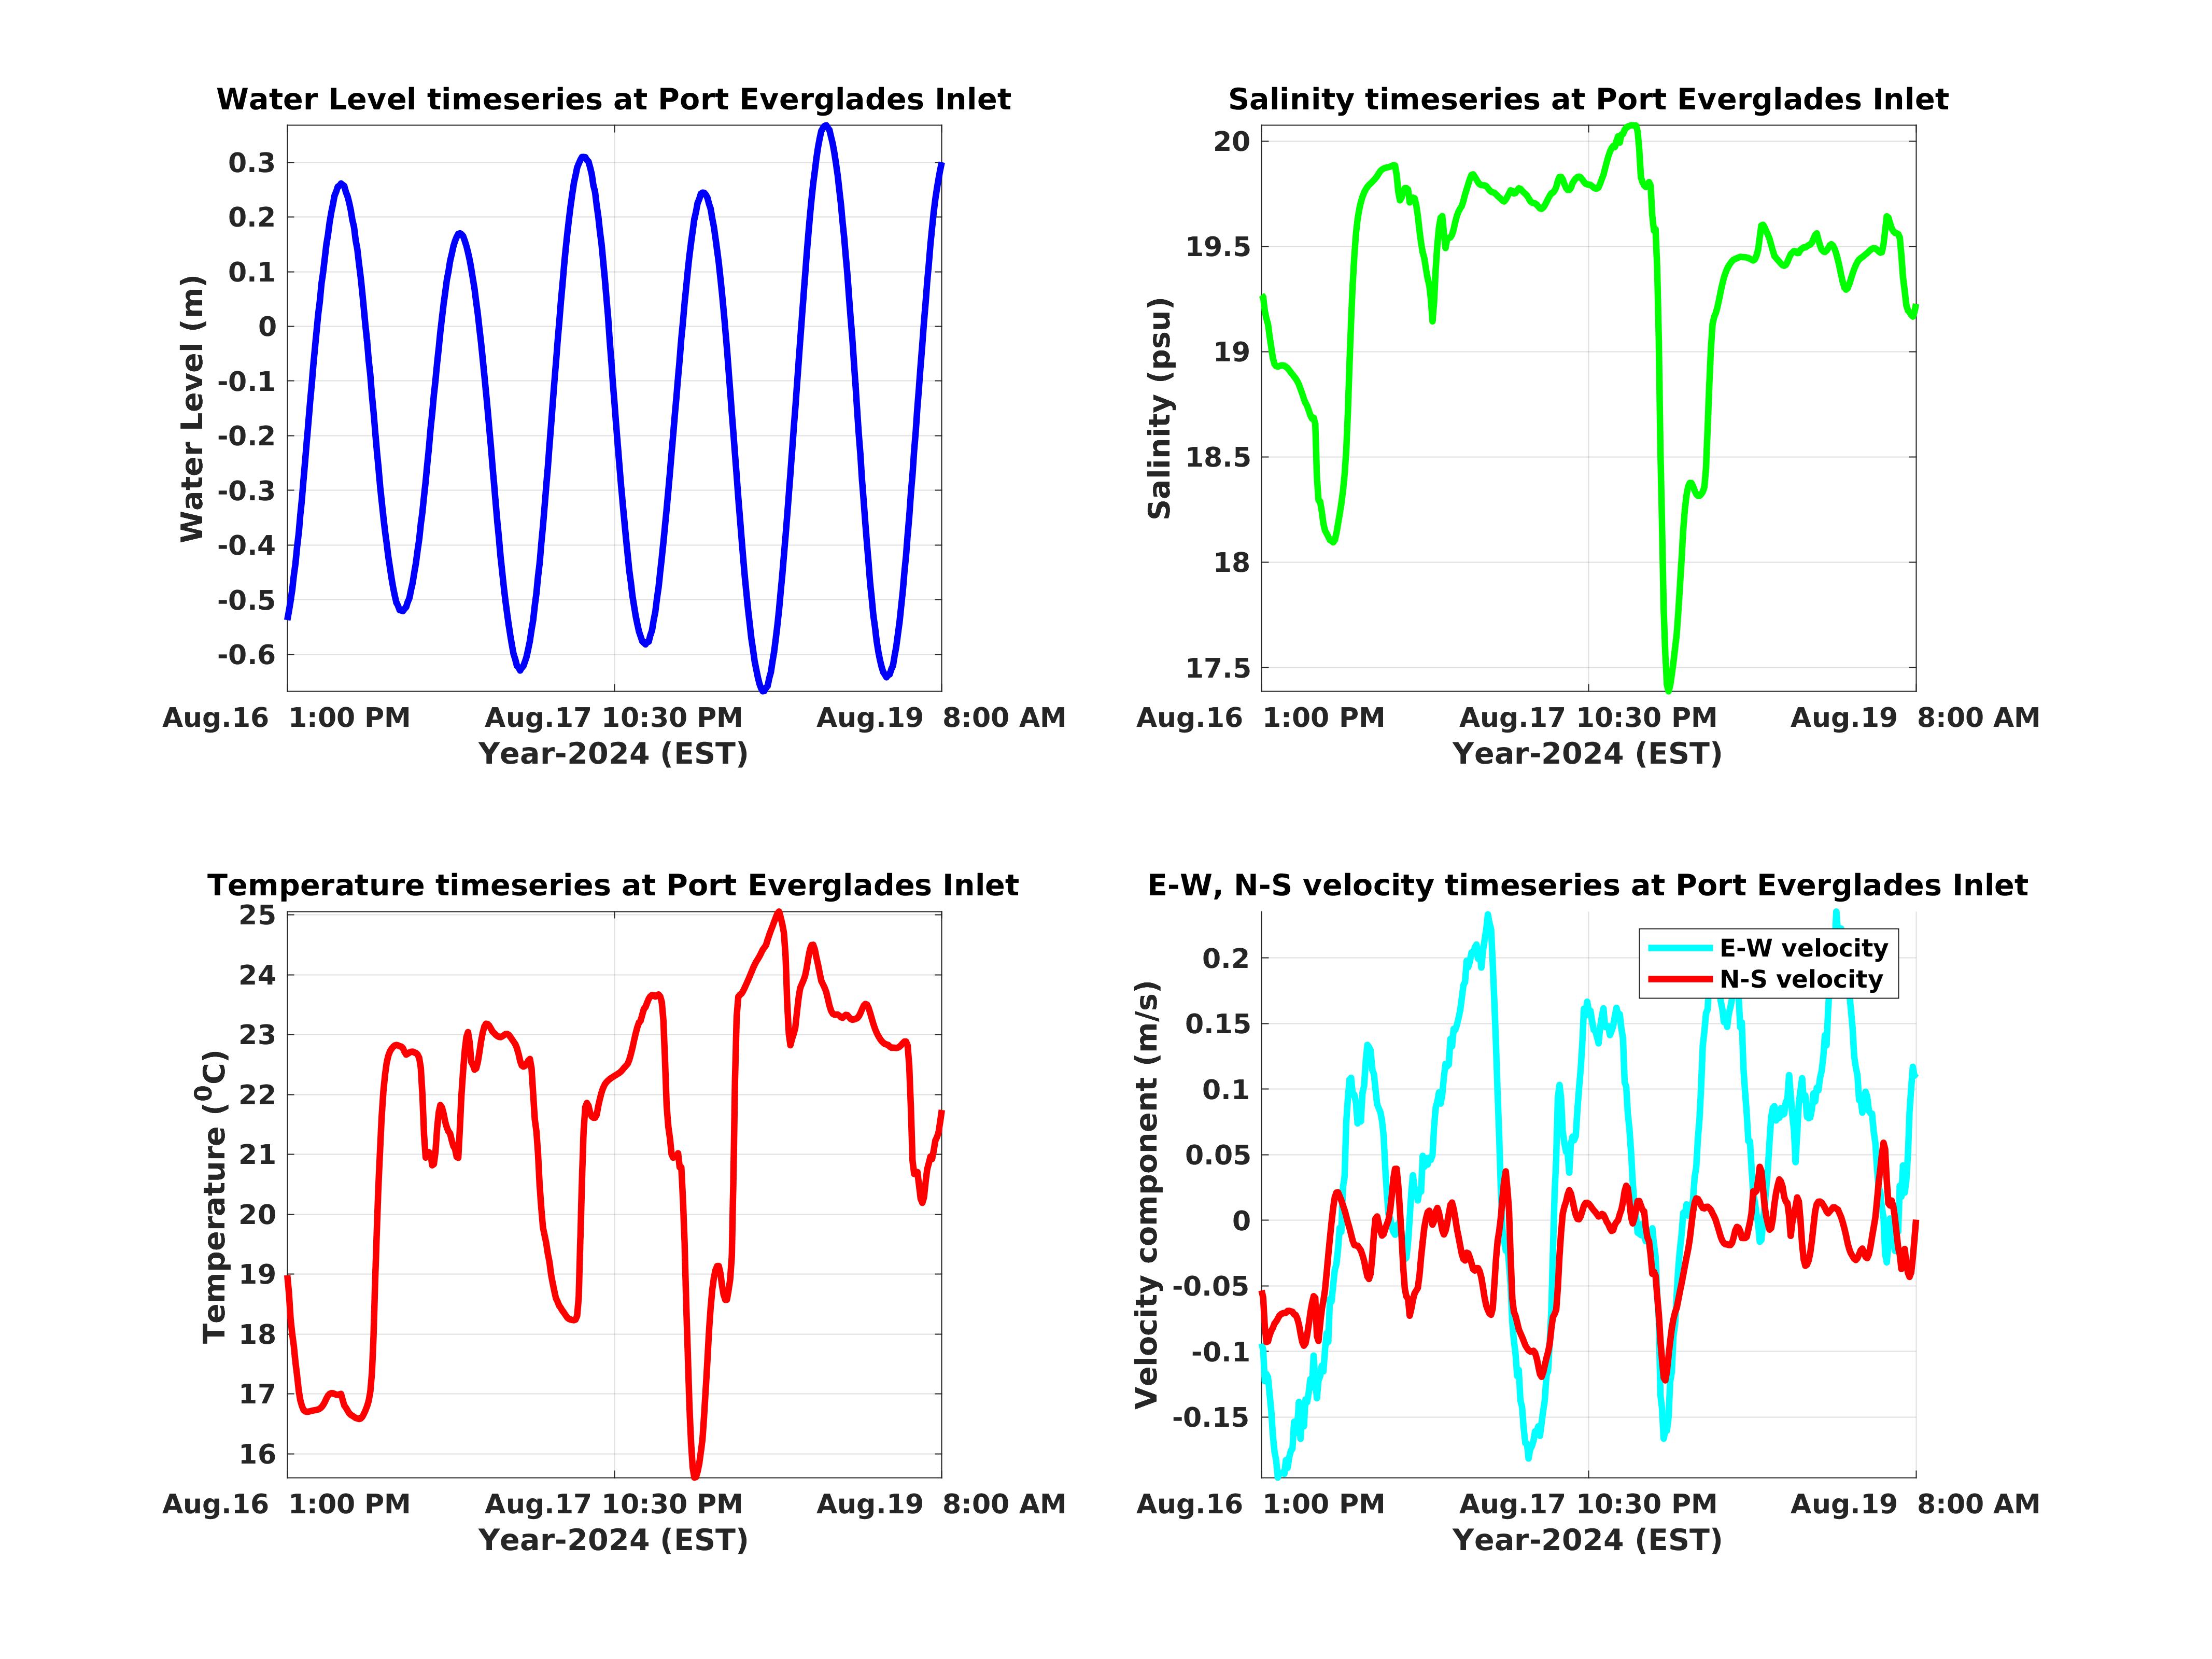 Water Level timeseries at Port Everglades Inlet
Water Level (m)
0.3
0.2
0.1
0
-0.1
-0.2
-0.3
-0.4
-0.5
-0.6
Aug.16 1:00 PM
Aug.17 10:30 PM
Aug.19 8:00 AM
Year-2024 (EST)
Salinity timeseries at Port Everglades Inlet
Salinity (psu)
20
19.5
19
18.5
18
17.5
Aug.16 1:00 PM
Aug.17 10:30 PM
Aug.19 8:00 AM
Year-2024 (EST)
Temperature timeseries at Port Everglades Inlet
Temperature (⁰C)
25
24
23
22
21
20
19
18
17
16
Aug.16 1:00 PM
Aug.17 10:30 PM
Aug.19 8:00 AM
Year-2024 (EST)
E-W, N-S velocity timeseries at Port Everglades Inlet
Velocity component (m/s)
0.2
0.15
0.1
0.05
0
-0.05
-0.1
-0.15
E-W velocity
N-S velocity
Aug.16 1:00 PM
Aug.17 10:30 PM
Aug.19 8:00 AM
Year-2024 (EST)